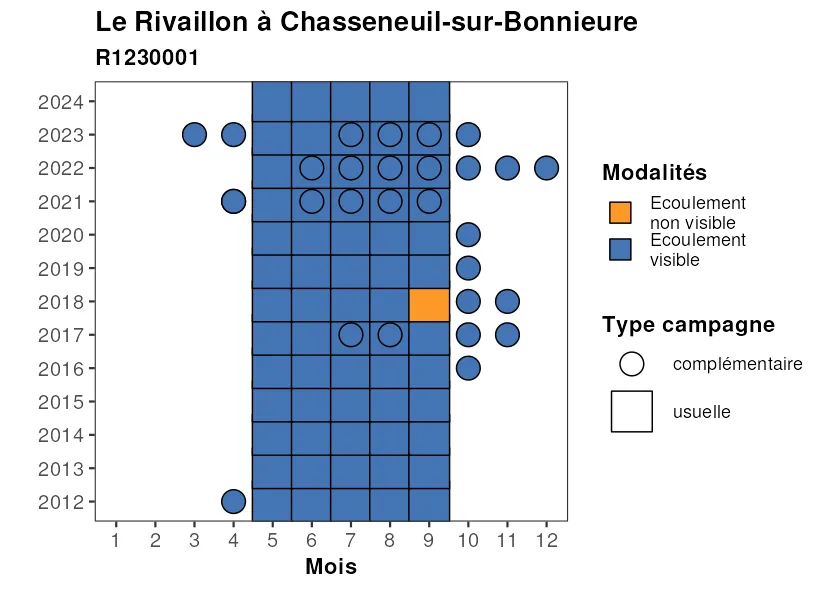 Le Rivaillon à Chasseneuil-sur-Bonnieure
R1230001
2024
2023
2022
2021
2020
2019
2018
2017
2016
2015
2014
2013
2012
1 2 3 4 5 6 7 8 9 10 11 12
Mois
Modalités
Ecoulement
non visible
Ecoulement
visible
Type campagne
complémentaire
usuelle